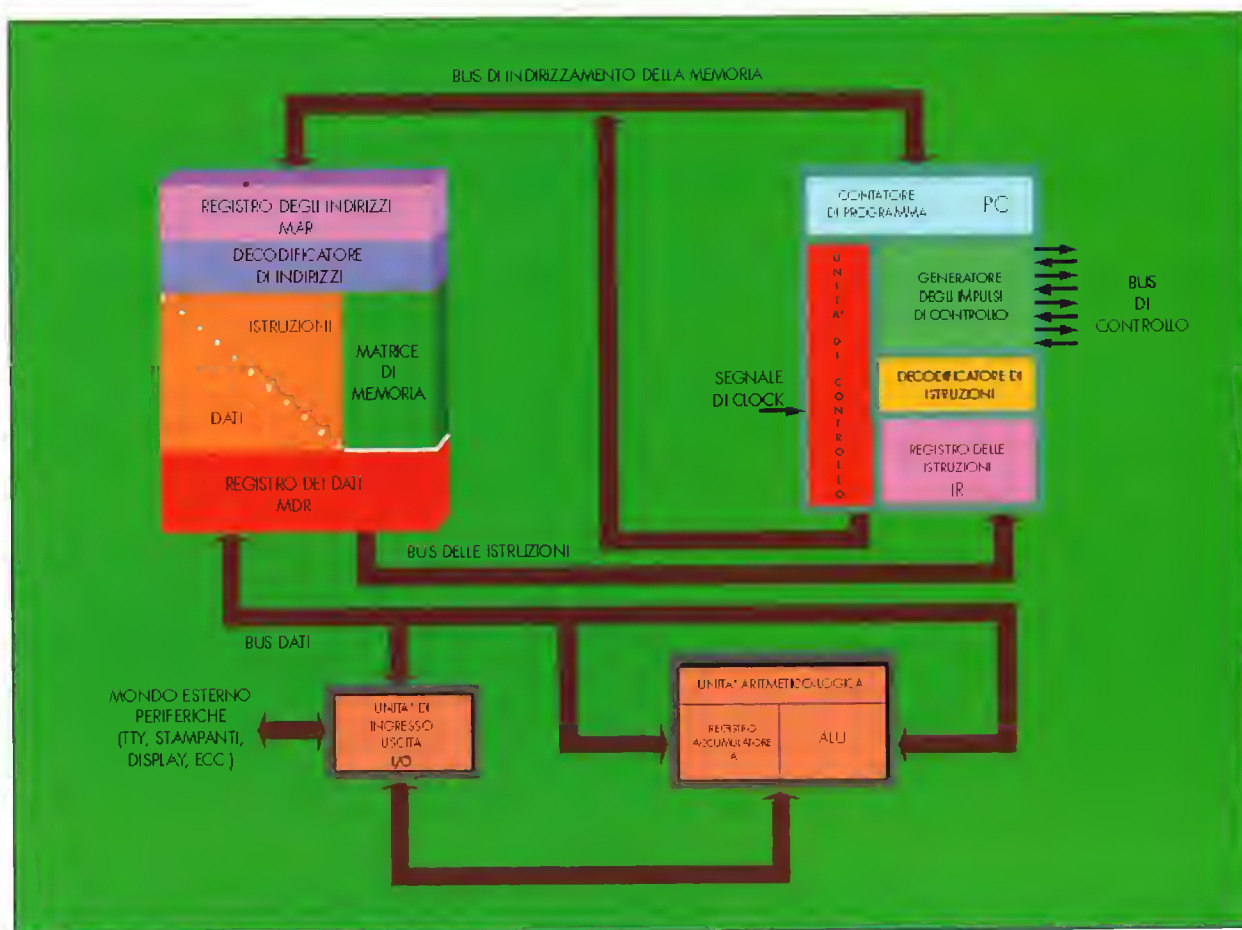 BUS DI INDIRIZZAMENTO DELLA MEMORIA
REGISTRO DEGLI INDIRIZZI
MAR
DECODIFICATORE
DI INDIRIZZI
ISTRUZIONI
DATI
MATRICE
DI
MEMORIA
REGISTRO DEI DATI
MDR
CONTATORE
DI PROGRAMMA
PC
UNITA' DI CONTROLLO
GENERATORE
DEGLI IMPULSI
DI CONTROLLO
BUS
DI
CONTROLLO
SEGNALE
DI CLOCK
DECODIFICATORE DI
ISTRUZIONI
REGISTRO DELLE
ISTRUZIONI
IR
BUS DELLE ISTRUZIONI
BUS DATI
MONDO ESTERNO
PERIFERICHE
(TTY, STAMPANTI,
DISPLAY, ECC )
UNITA' DI
INGRESSO
USCITA
I/O
UNITA' ARITMETICO-LOGICA
REGISTRO
ACCUMULATORE
A
ALU